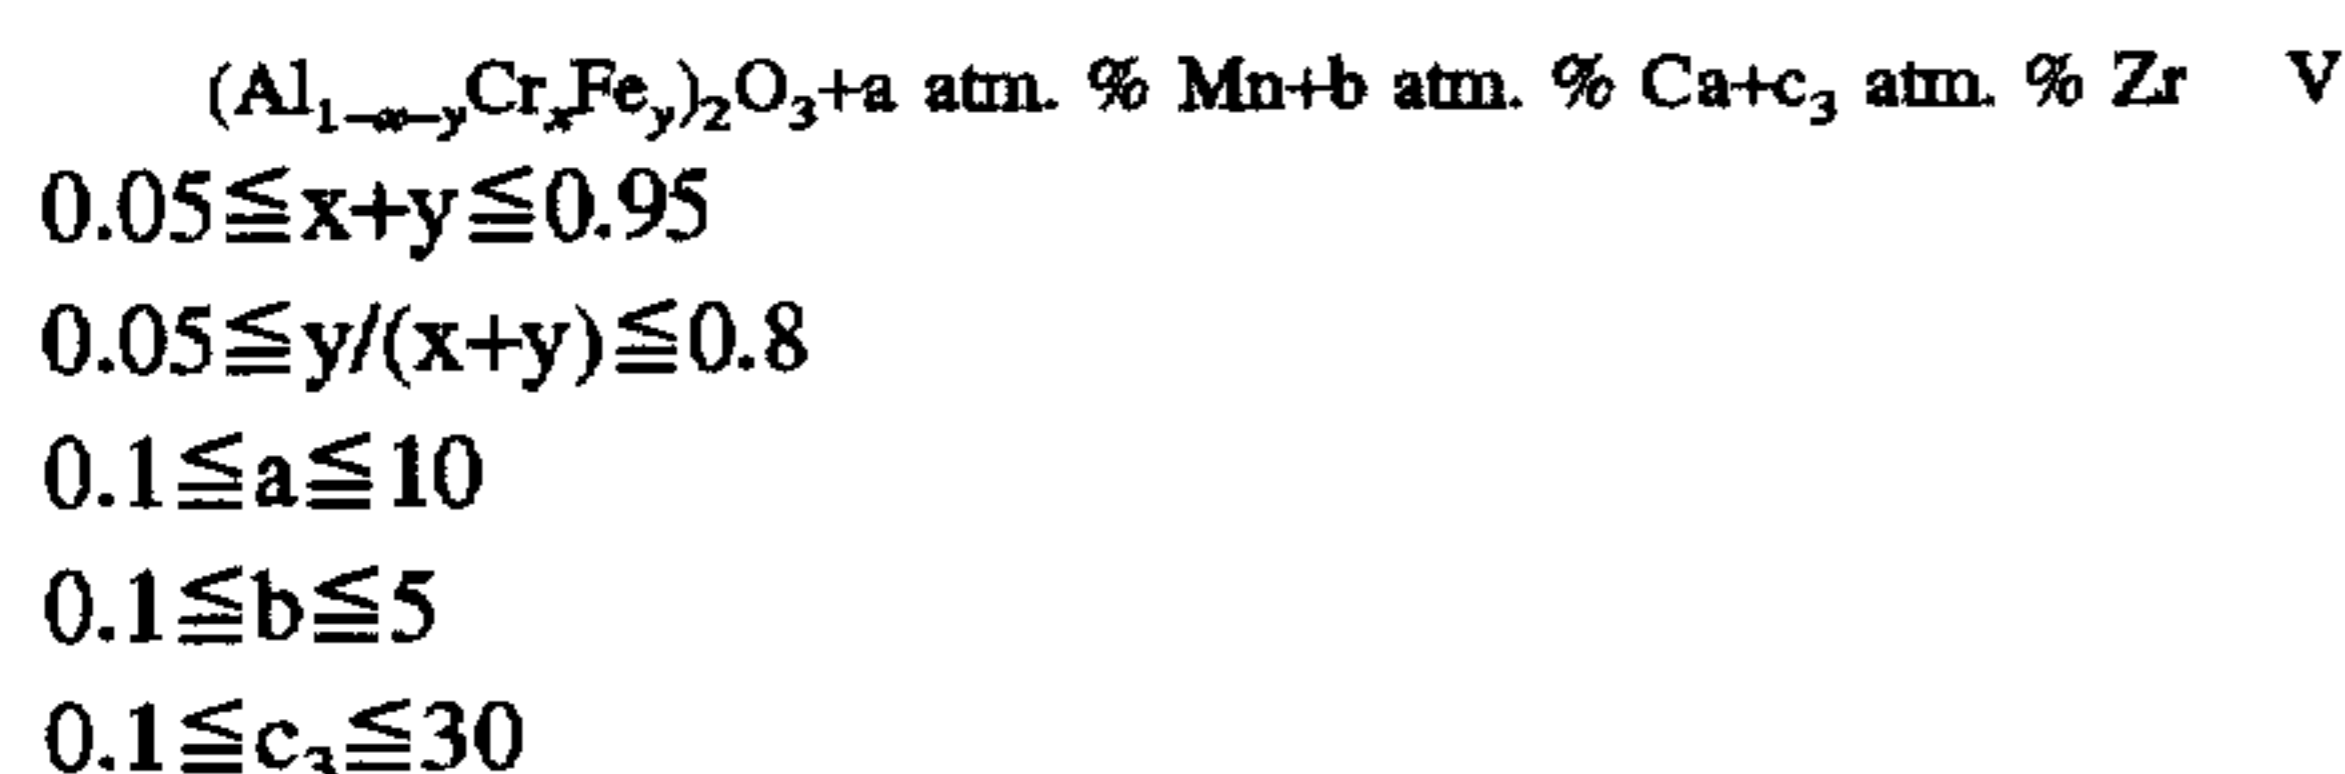 (Al₁₋ₓ₋yCrₓFey)₂O₃+a atm. % Mn+b atm. % Ca+c₃ atm. % Zr V
0.05≦x+y≦0.95
0.05≦y/(x+y)≦0.8
0.1≦a≦10
0.1≦b≦5
0.1≦c₃≦30